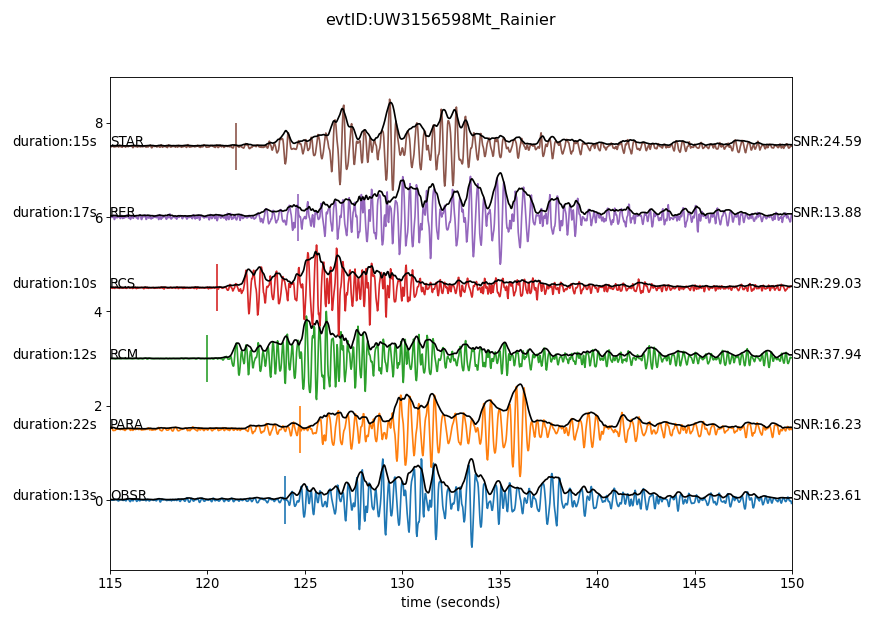 evtID:UW3156598Mt_Rainier
8
duration:15s STAR SNR:24.59
duration:17s RER SNR:13.88
6
duration:10s RCS SNR:29.03
4
duration:12s RCM SNR:37.94
2
duration:22s PARA SNR:16.23
duration:13s OBSR SNR:23.61
0
115 120 125 130 135 140 145 150
time (seconds)